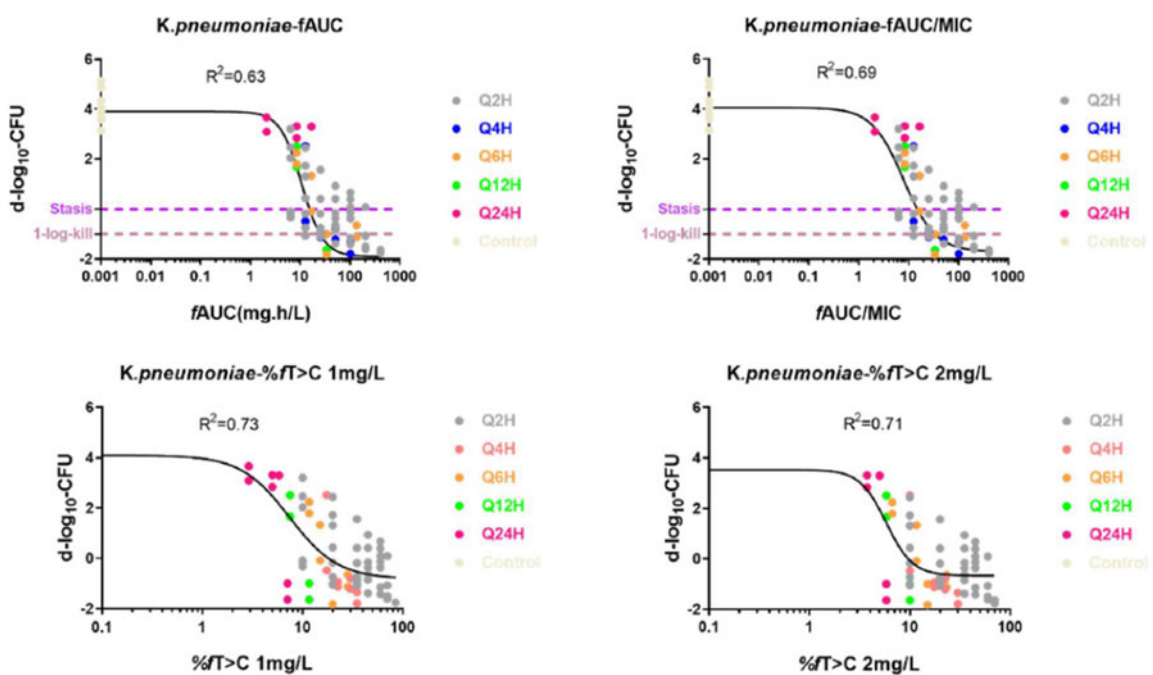 K.pneumoniae-fAUC
R2=0.63
d-log10-CFU
6
4
2
Stasis
1-log-kill
-2
0.001 0.01 0.1 1 10 100 1000
fAUC(mg.h/L)
Q2H
Q4H
Q6H
Q12H
Q24H
Control
K.pneumoniae-fAUC/MIC
R2=0.69
d-log10-CFU
6
4
2
Stasis
1-log-kill
-2
0.001 0.01 0.1 1 10 100 1000
fAUC/MIC
Q2H
Q4H
Q6H
Q12H
Q24H
Control
K.pneumoniae-%fT>C 1mg/L
R2=0.73
d-log10-CFU
6
4
2
0
-2
0.1 1 10 100
%fT>C 1mg/L
Q2H
Q4H
Q6H
Q12H
Q24H
Control
K.pneumoniae-%fT>C 2mg/L
R2=0.71
d-log10-CFU
6
4
2
0
-2
0.1 1 10 100
%fT>C 2mg/L
Q2H
Q4H
Q6H
Q12H
Q24H
Control